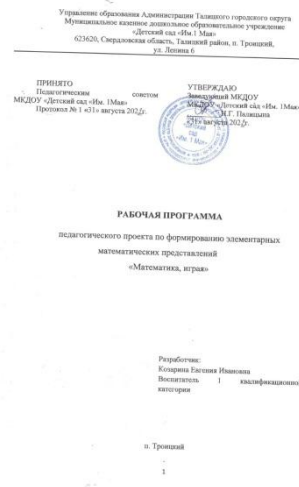 Управление образования Администрации Талицкого городского округа
Муниципальное казенное дошкольное образовательное учреждение
«Детский сад «Им.1 Мая»
623620, Свердловская область, Талицкий район, п. Троицкий,
ул. Ленина 6
ПРИНЯТО
Педагогическим советом
МКДОУ «Детский сад «Им. 1Мая»
Протокол № 1 «31» августа
УТВЕРЖДАЮ
Заведующий МКДОУ
МКДОУ «Детский сад «Им. 1Мая»
Н.Г. Палицына
«31» августа
РАБОЧАЯ ПРОГРАММА
педагогического проекта по формированию элементарных
математических представлений
«Математика, играя»
Разработчик:
Козарина Евгения Ивановна
Воспитатель 1 квалификационно
категории
п. Троицкий
1